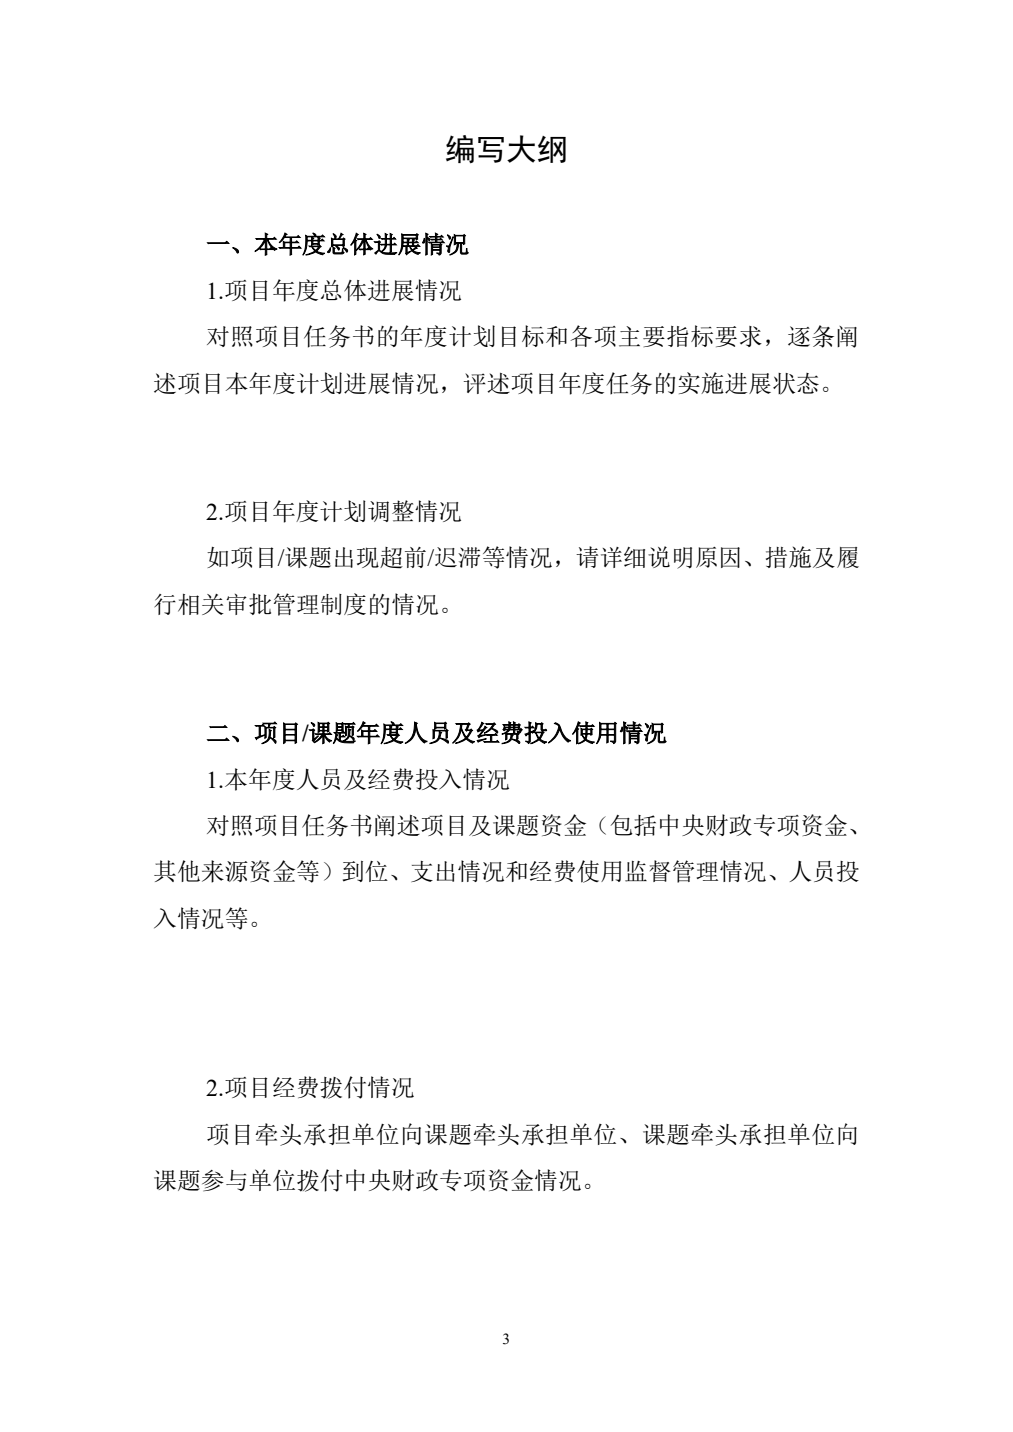 编写大纲
一、本年度总体进展情况
1.项目年度总体进展情况
对照项目任务书的年度计划目标和各项主要指标要求，逐条阐
述项目本年度计划进展情况，评述项目年度任务的实施进展状态。
2.项目年度计划调整情况
如项目/课题出现超前/迟滞等情况，请详细说明原因、措施及履
行相关审批管理制度的情况。
二、项目/课题年度人员及经费投入使用情况
1.本年度人员及经费投入情况
对照项目任务书阐述项目及课题资金（包括中央财政专项资金、
其他来源资金等）到位、支出情况和经费使用监督管理情况、人员投
入情况等。
2.项目经费拨付情况
项目牵头承担单位向课题牵头承担单位、课题牵头承担单位向
课题参与单位拨付中央财政专项资金情况。
3